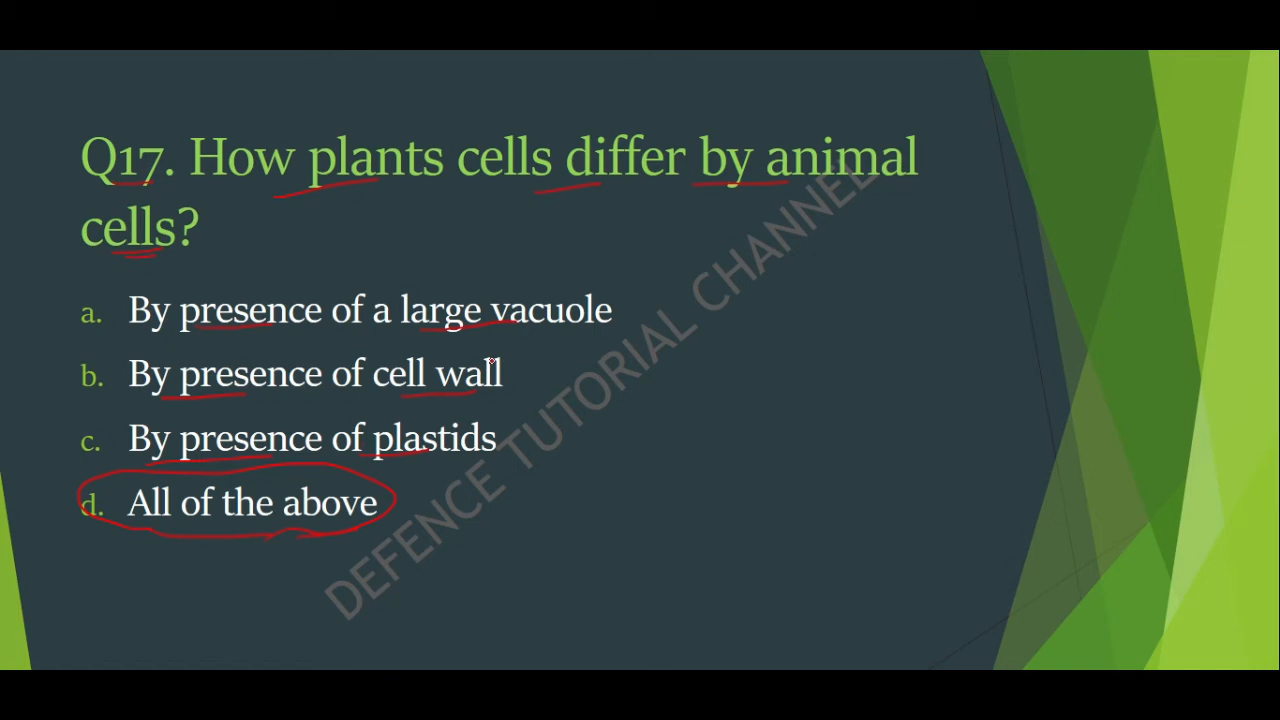 Q17. How plants cells differ by animal
cells?
a. By presence of a large vacuole
b. By presence of cell wall
c. By presence of plastids
d. All of the above
DEFENCE TUTORIAL CHANNEL